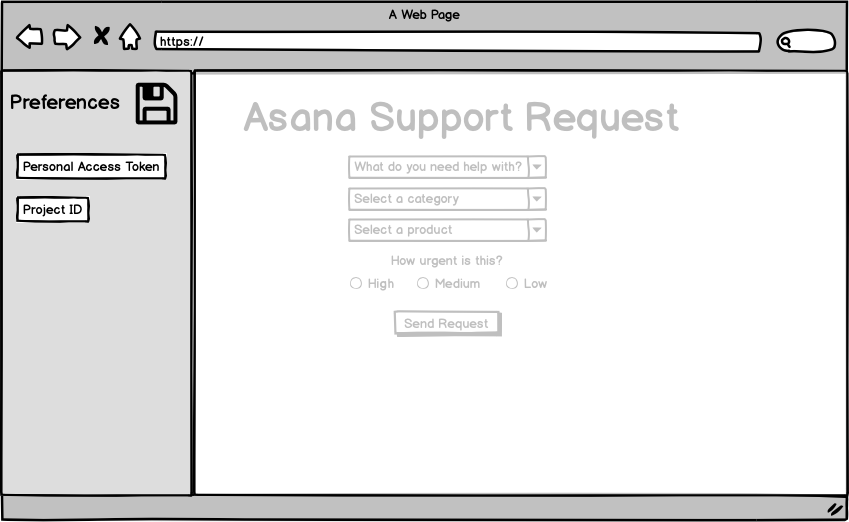 A Web Page
https://
Preferences
Personal Access Token
Project ID
Asana Support Request
What do you need help with?
Select a category
Select a product
How urgent is this?
High Medium Low
Send Request